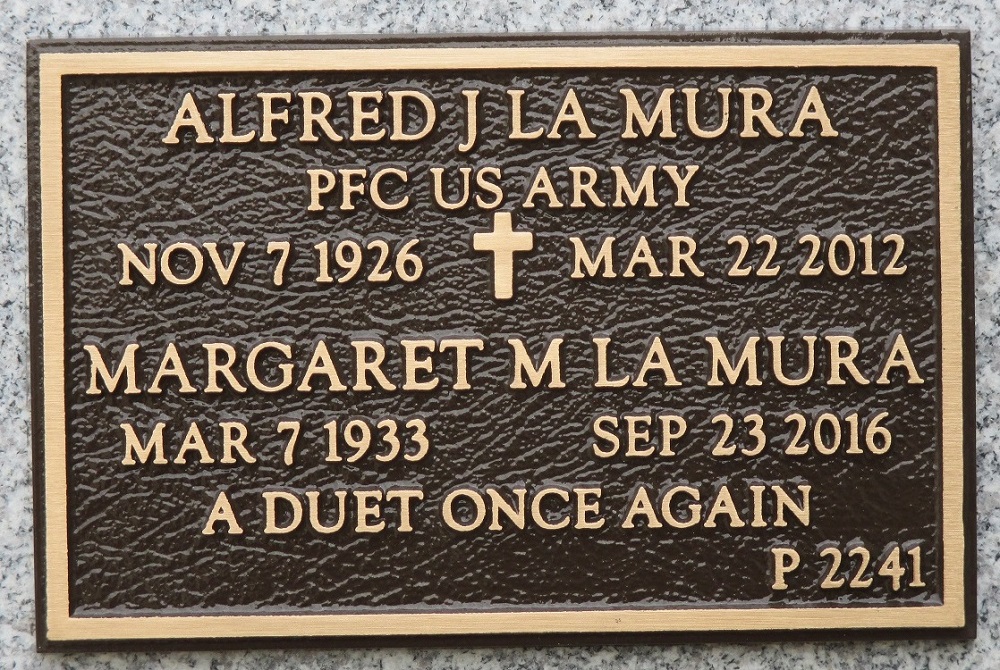 ALFRED J LA MURA
PFC US ARMY
NOV 7 1926 MAR 22 2012
MARGARET M LA MURA
MAR 7 1933 SEP 23 2016
A DUET ONCE AGAIN
P 2241